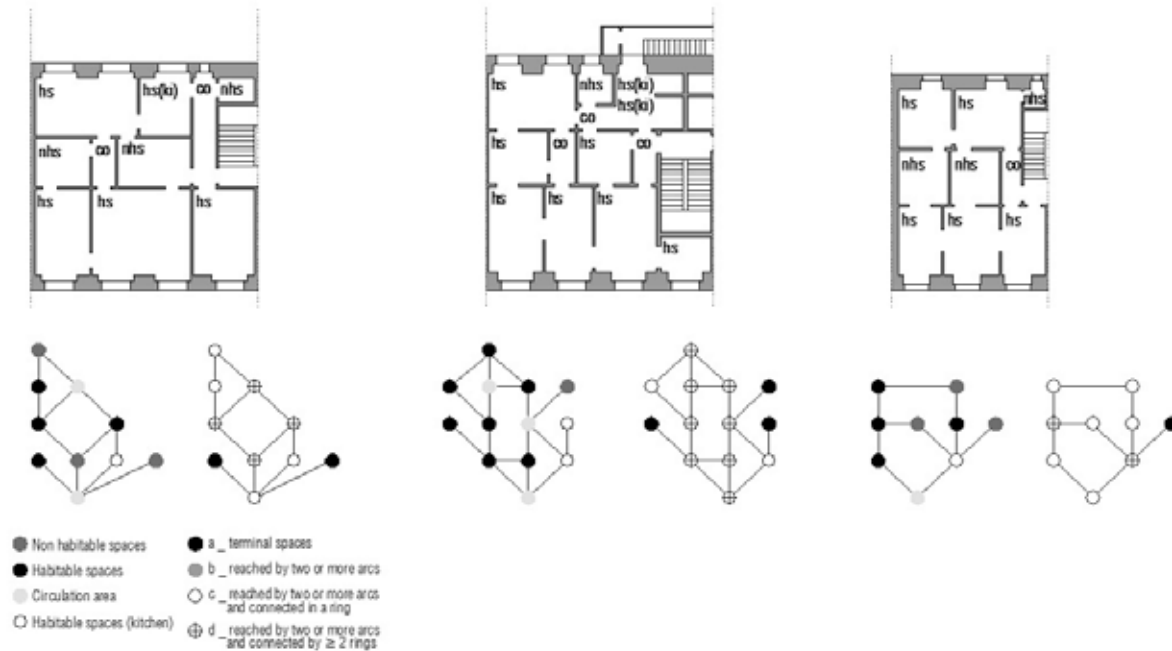 hs
hs(ki)
co
nhs
nhs
co
nhs
hs
hs
hs
nhs
hs(ki)
hs(ki)
co
hs
co
hs
co
hs
hs
hs
hs
hs
hs
nhs
nhs
nhs
co
hs
hs
hs
Non habitable spaces
Habitable spaces
Circulation area
Habitable spaces (kitchen)
a _ terminal spaces
b _ reached by two or more arcs
c _ reached by two or more arcs
and connected in a ring
d _ reached by two or more arcs
and connected by ≥ 2 rings